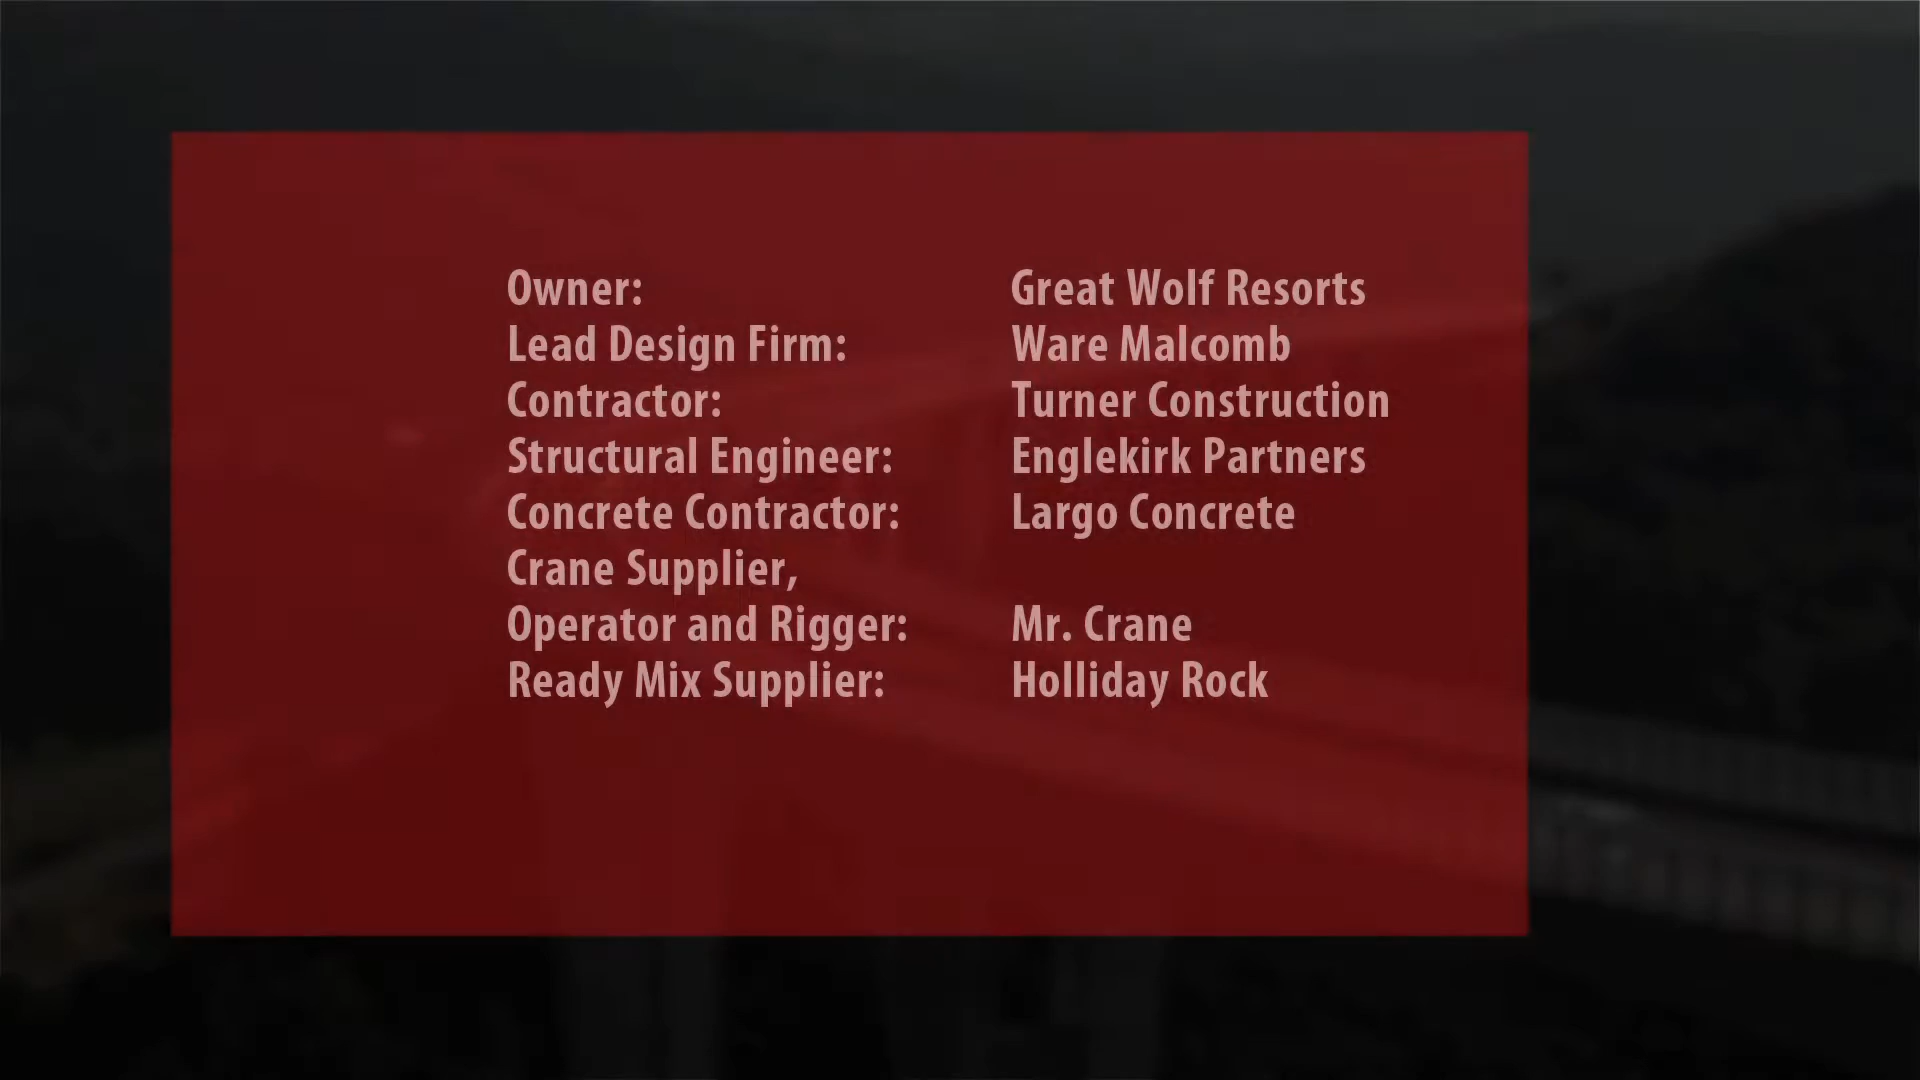 Owner: Great Wolf Resorts
Lead Design Firm: Ware Malcomb
Contractor: Turner Construction
Structural Engineer: Englekirk Partners
Concrete Contractor: Largo Concrete
Crane Supplier,
Operator and Rigger: Mr. Crane
Ready Mix Supplier: Holliday Rock